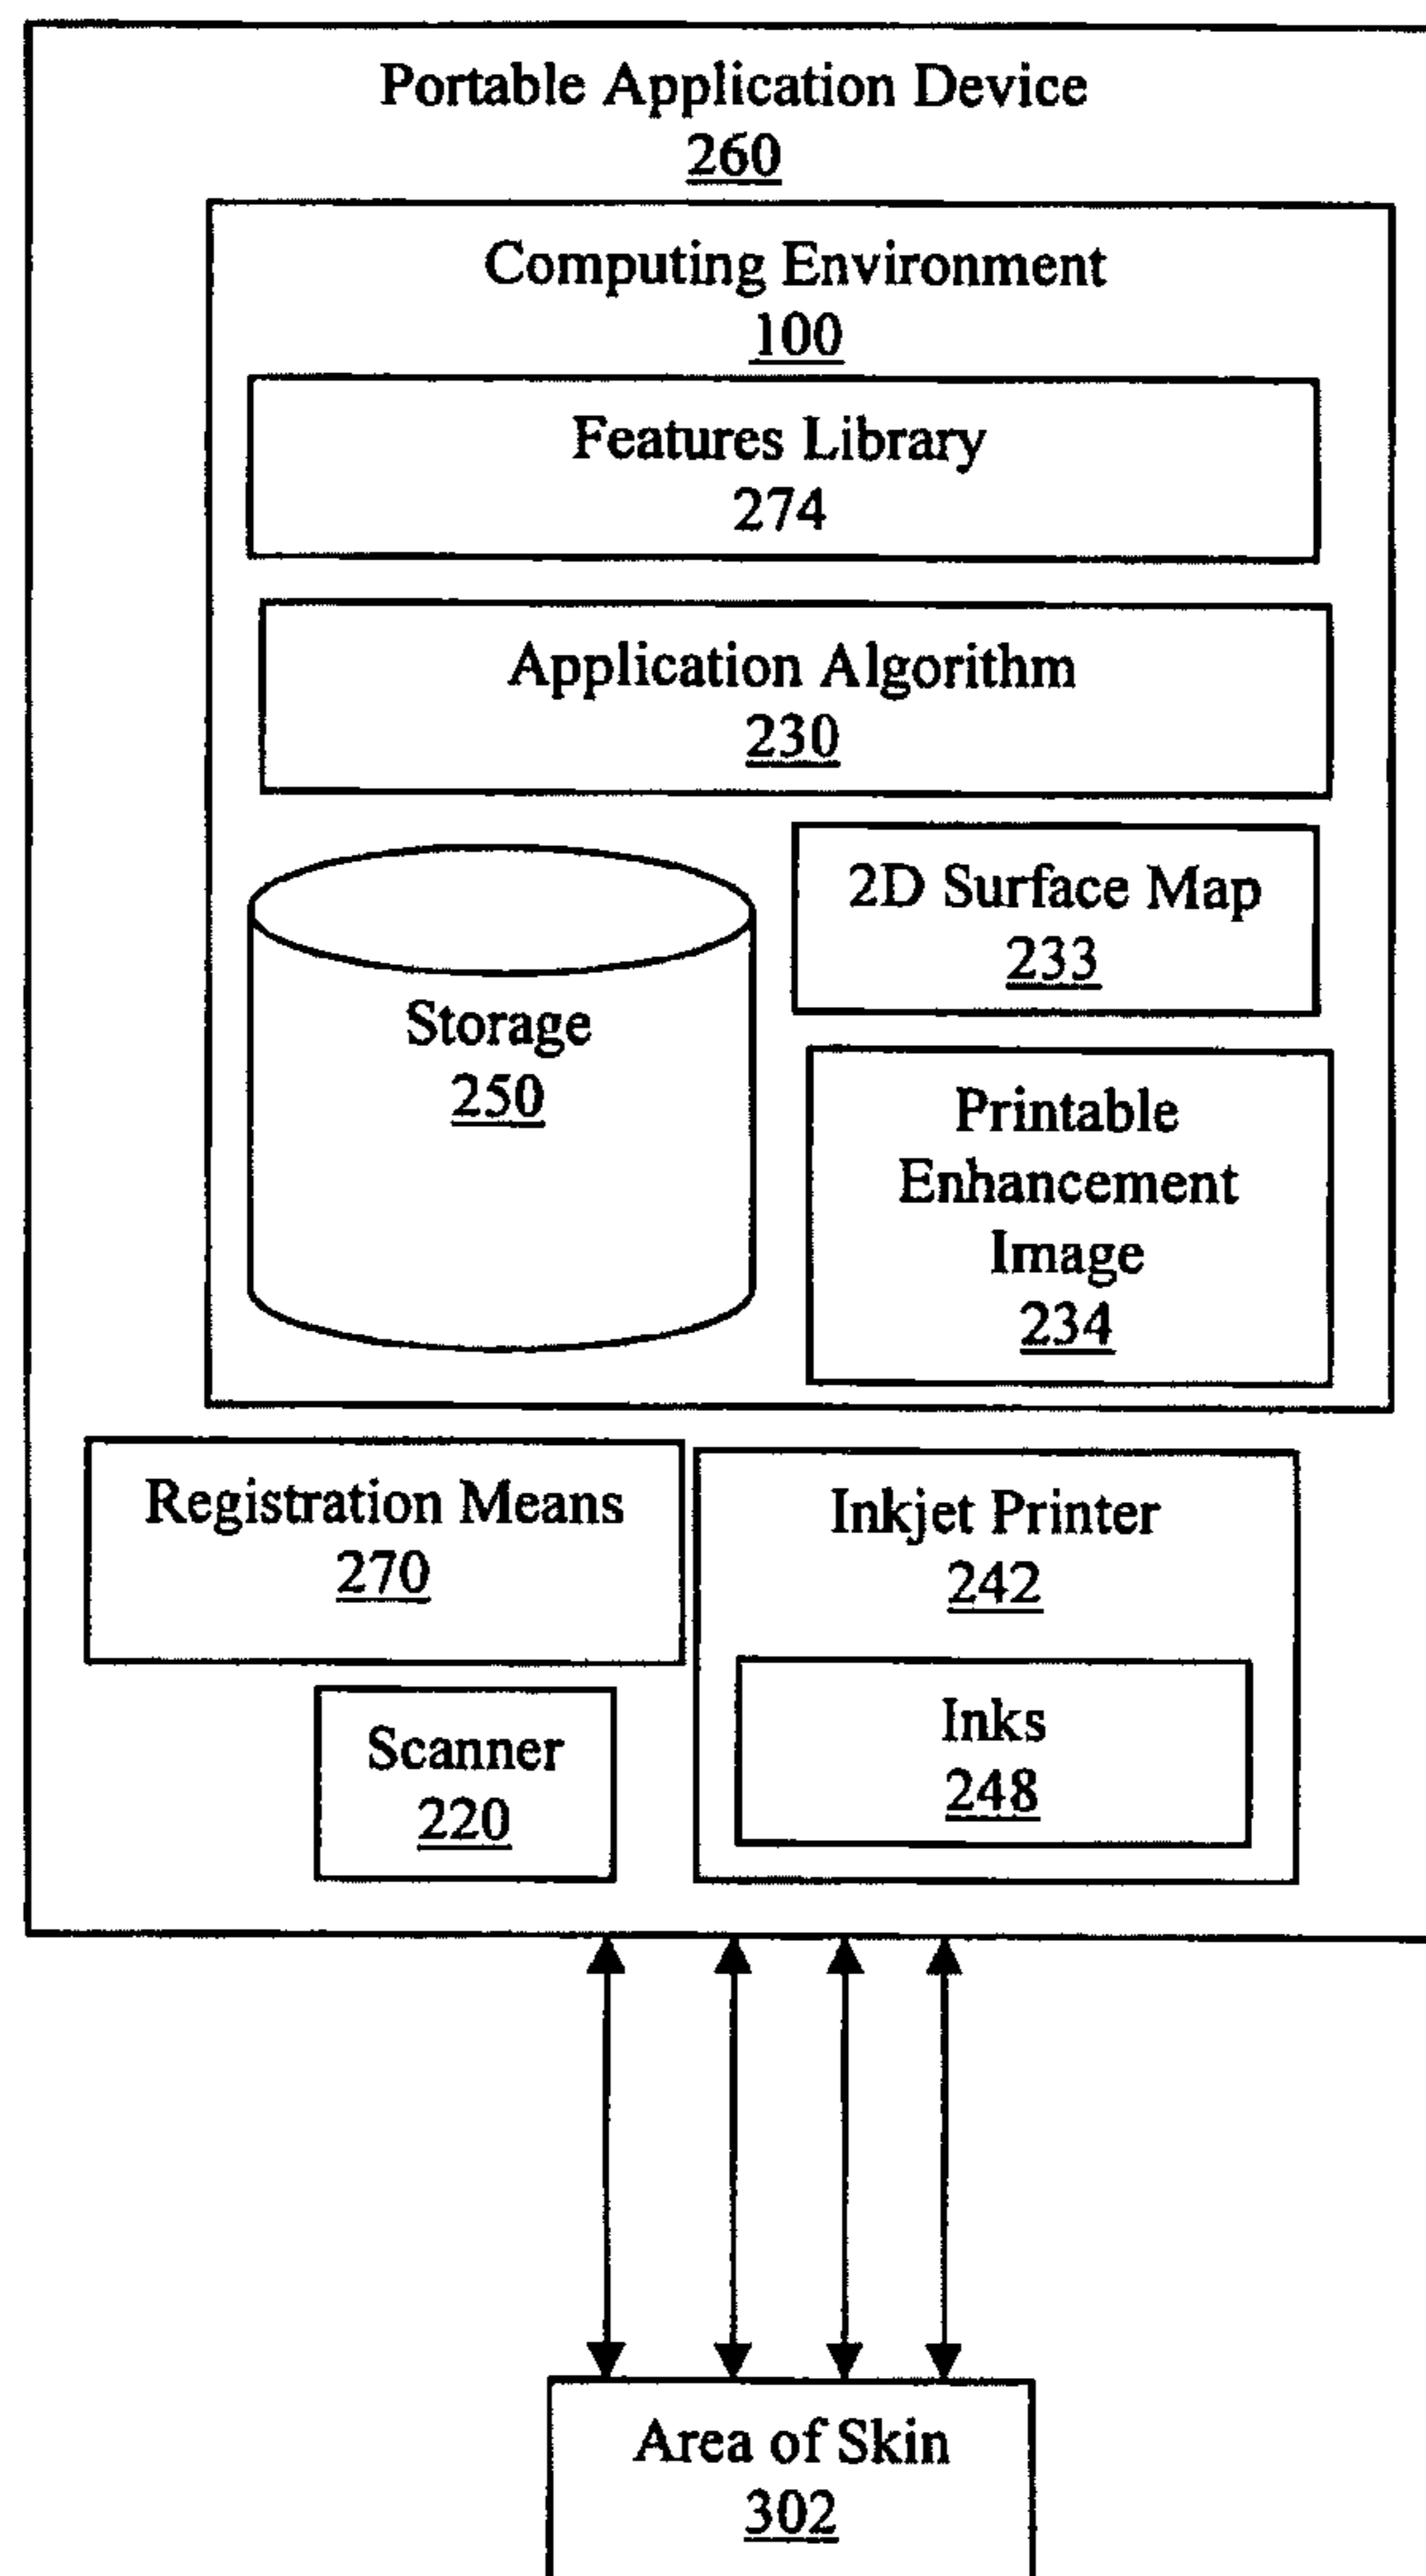 Portable Application Device
260
Computing Environment
100
Features Library
274
Application Algorithm
230
2D Surface Map
233
Storage
250
Printable
Enhancement
Image
234
Registration Means
270
Inkjet Printer
242
Inks
248
Scanner
220
Area of Skin
302